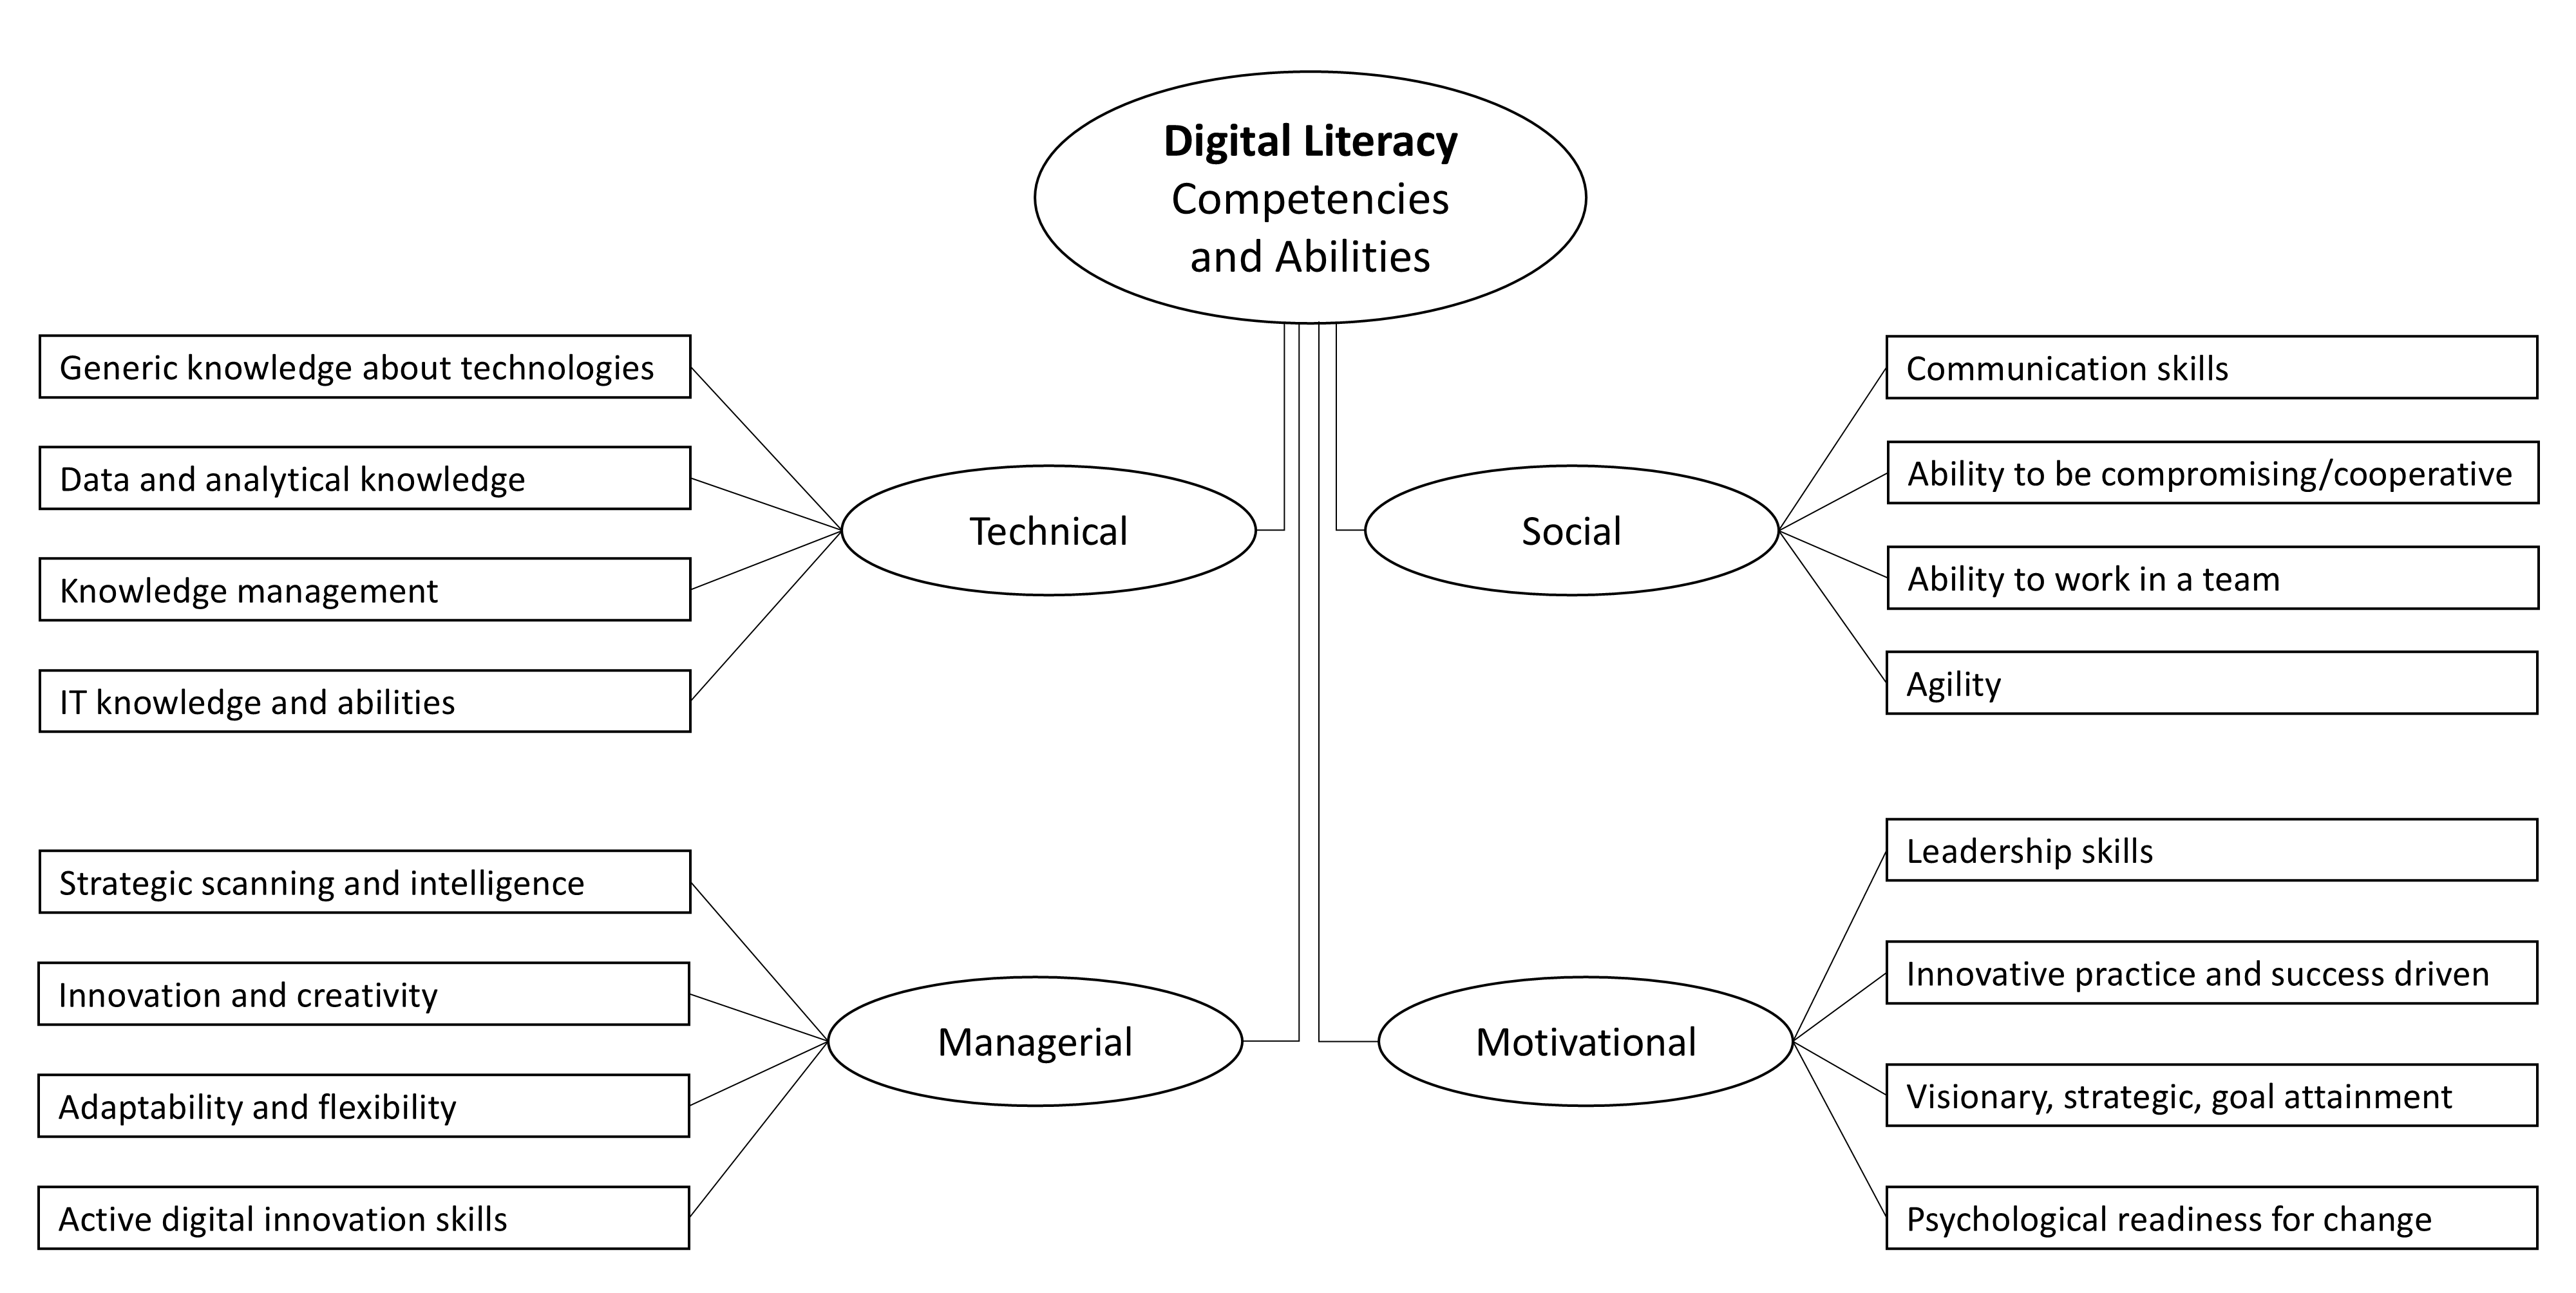 Digital Literacy
Competencies
and Abilities
Technical
Generic knowledge about technologies
Data and analytical knowledge
Knowledge management
IT knowledge and abilities
Social
Communication skills
Ability to be compromising/cooperative
Ability to work in a team
Agility
Managerial
Strategic scanning and intelligence
Innovation and creativity
Adaptability and flexibility
Active digital innovation skills
Motivational
Leadership skills
Innovative practice and success driven
Visionary, strategic, goal attainment
Psychological readiness for change